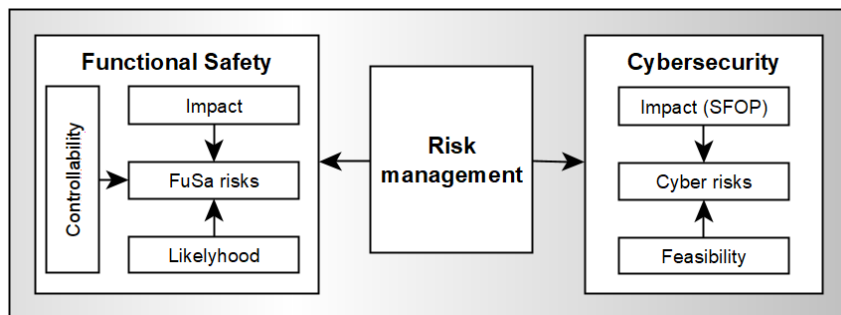 Functional Safety
Controllability
Impact
FuSa risks
Likelyhood
Risk
management
Cybersecurity
Impact (SFOP)
Cyber risks
Feasibility